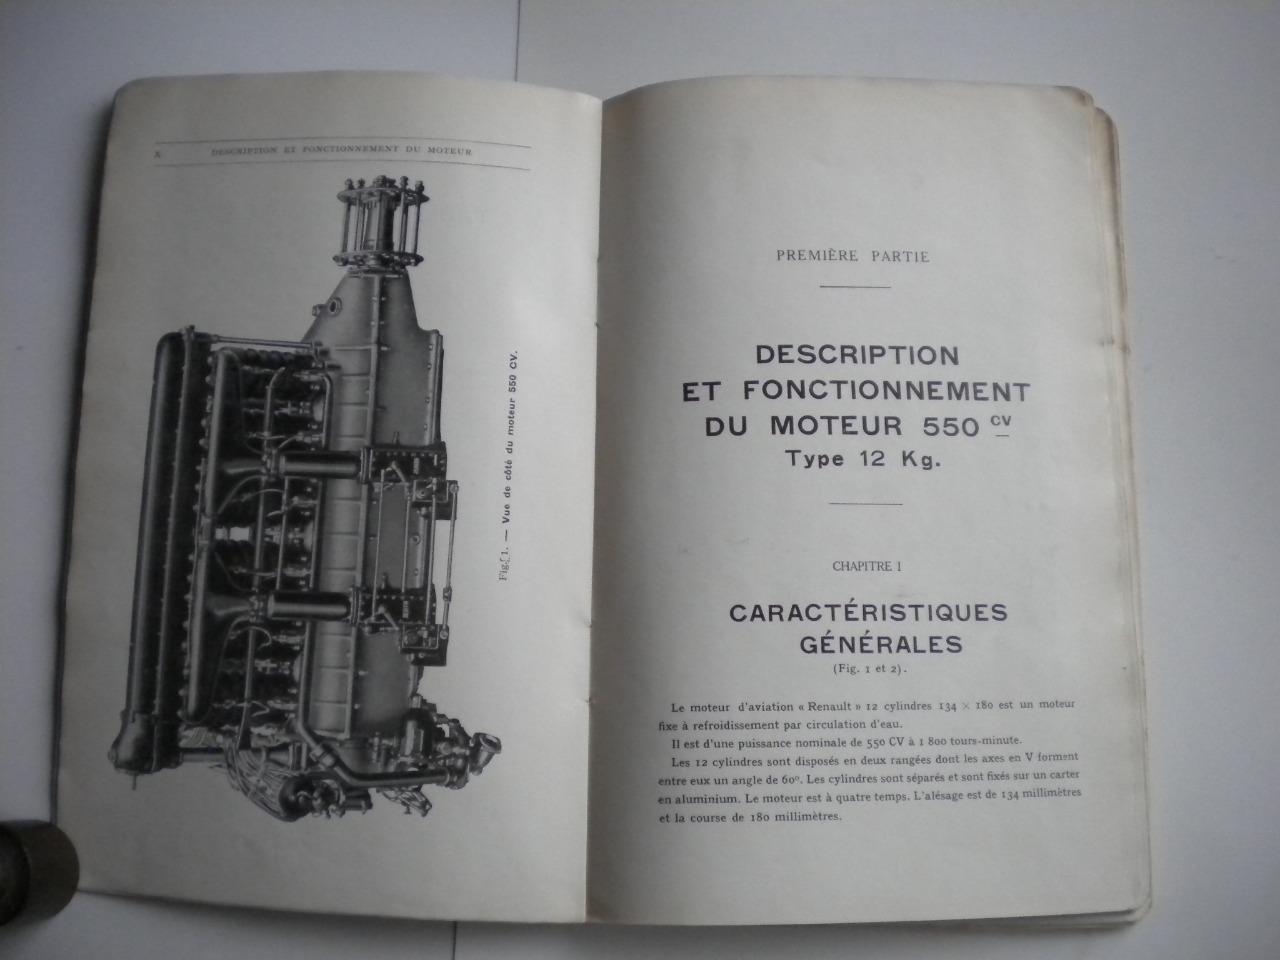 X DESCRIPTION ET FONCTIONNEMENT DU MOTEUR
Fig. 1. — Vue de côté du moteur 550 CV.
PREMIÈRE PARTIE
DESCRIPTION
ET FONCTIONNEMENT
DU MOTEUR 550 CV
Type 12 Kg.
CHAPITRE I
CARACTÉRISTIQUES
GÉNÉRALES
(Fig. 1 et 2).
Le moteur d'aviation « Renault » 12 cylindres 134 × 180 est un moteur
fixe à refroidissement par circulation d'eau.
Il est d'une puissance nominale de 550 CV à 1 800 tours-minute.
Les 12 cylindres sont disposés en deux rangées dont les axes en V forment
entre eux un angle de 60°. Les cylindres sont séparés et sont fixés sur un carter
en aluminium. Le moteur est à quatre temps. L'alésage est de 134 millimètres
et la course de 180 millimètres.